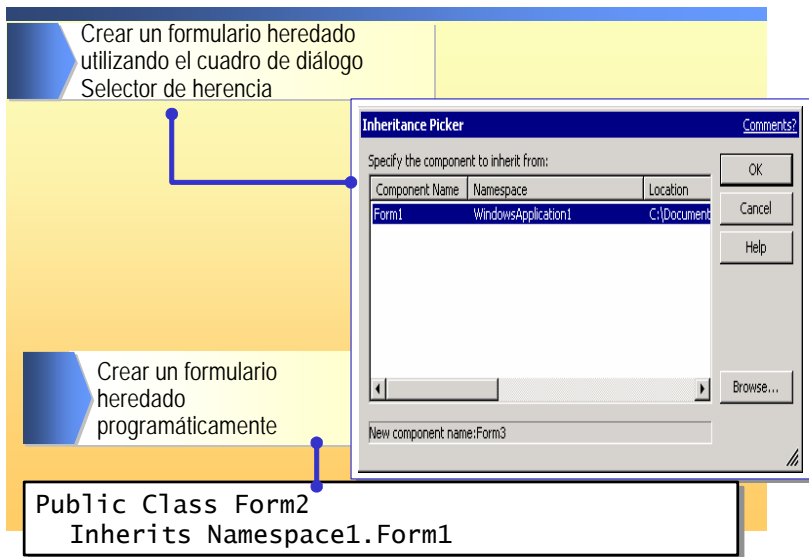 Crear un formulario heredado
utilizando el cuadro de diálogo
Selector de herencia
Inheritance Picker
Comments?
Specify the component to inherit from:
Component Name Namespace Location
Form1 WindowsApplication1 C:\Document
OK
Cancel
Help
Browse...
New component name:Form3
Crear un formulario
heredado
programáticamente
Public Class Form2
Inherits Namespace1.Form1